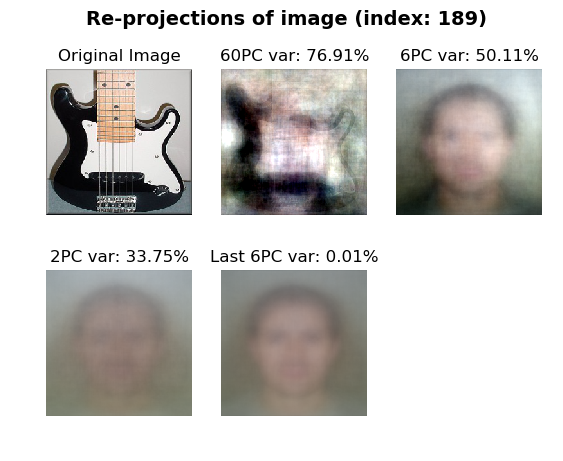 Re-projections of image (index: 189)
Original Image
60PC var: 76.91%
6PC var: 50.11%
2PC var: 33.75%
Last 6PC var: 0.01%